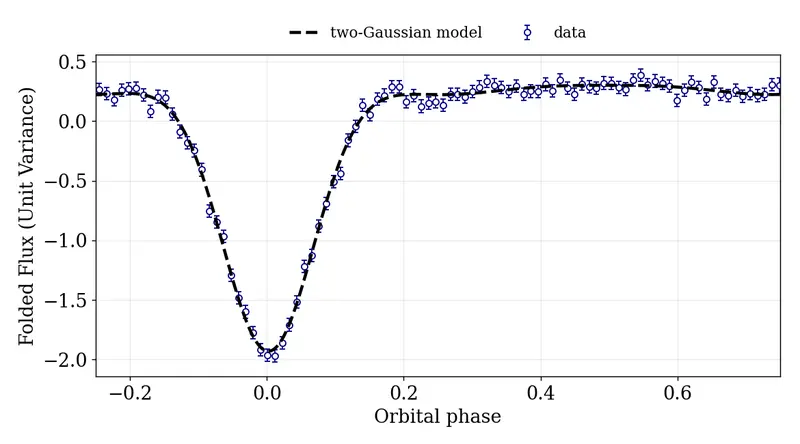 two-Gaussian model data
Folded Flux (Unit Variance)
0.5
0.0
−0.5
−1.0
−1.5
−2.0
−0.2 0.0 0.2 0.4 0.6
Orbital phase